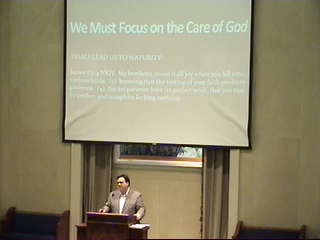 We Must Focus on the Care of God
TRIALS LEAD US TO MATURITY:
James 1:2-4 NKJV My brethren, count it all joy when you fall into
various trials, {3} knowing that the testing of your faith produces
patience. {4} But let patience have its perfect work, that you may
be perfect and complete, lacking nothing.